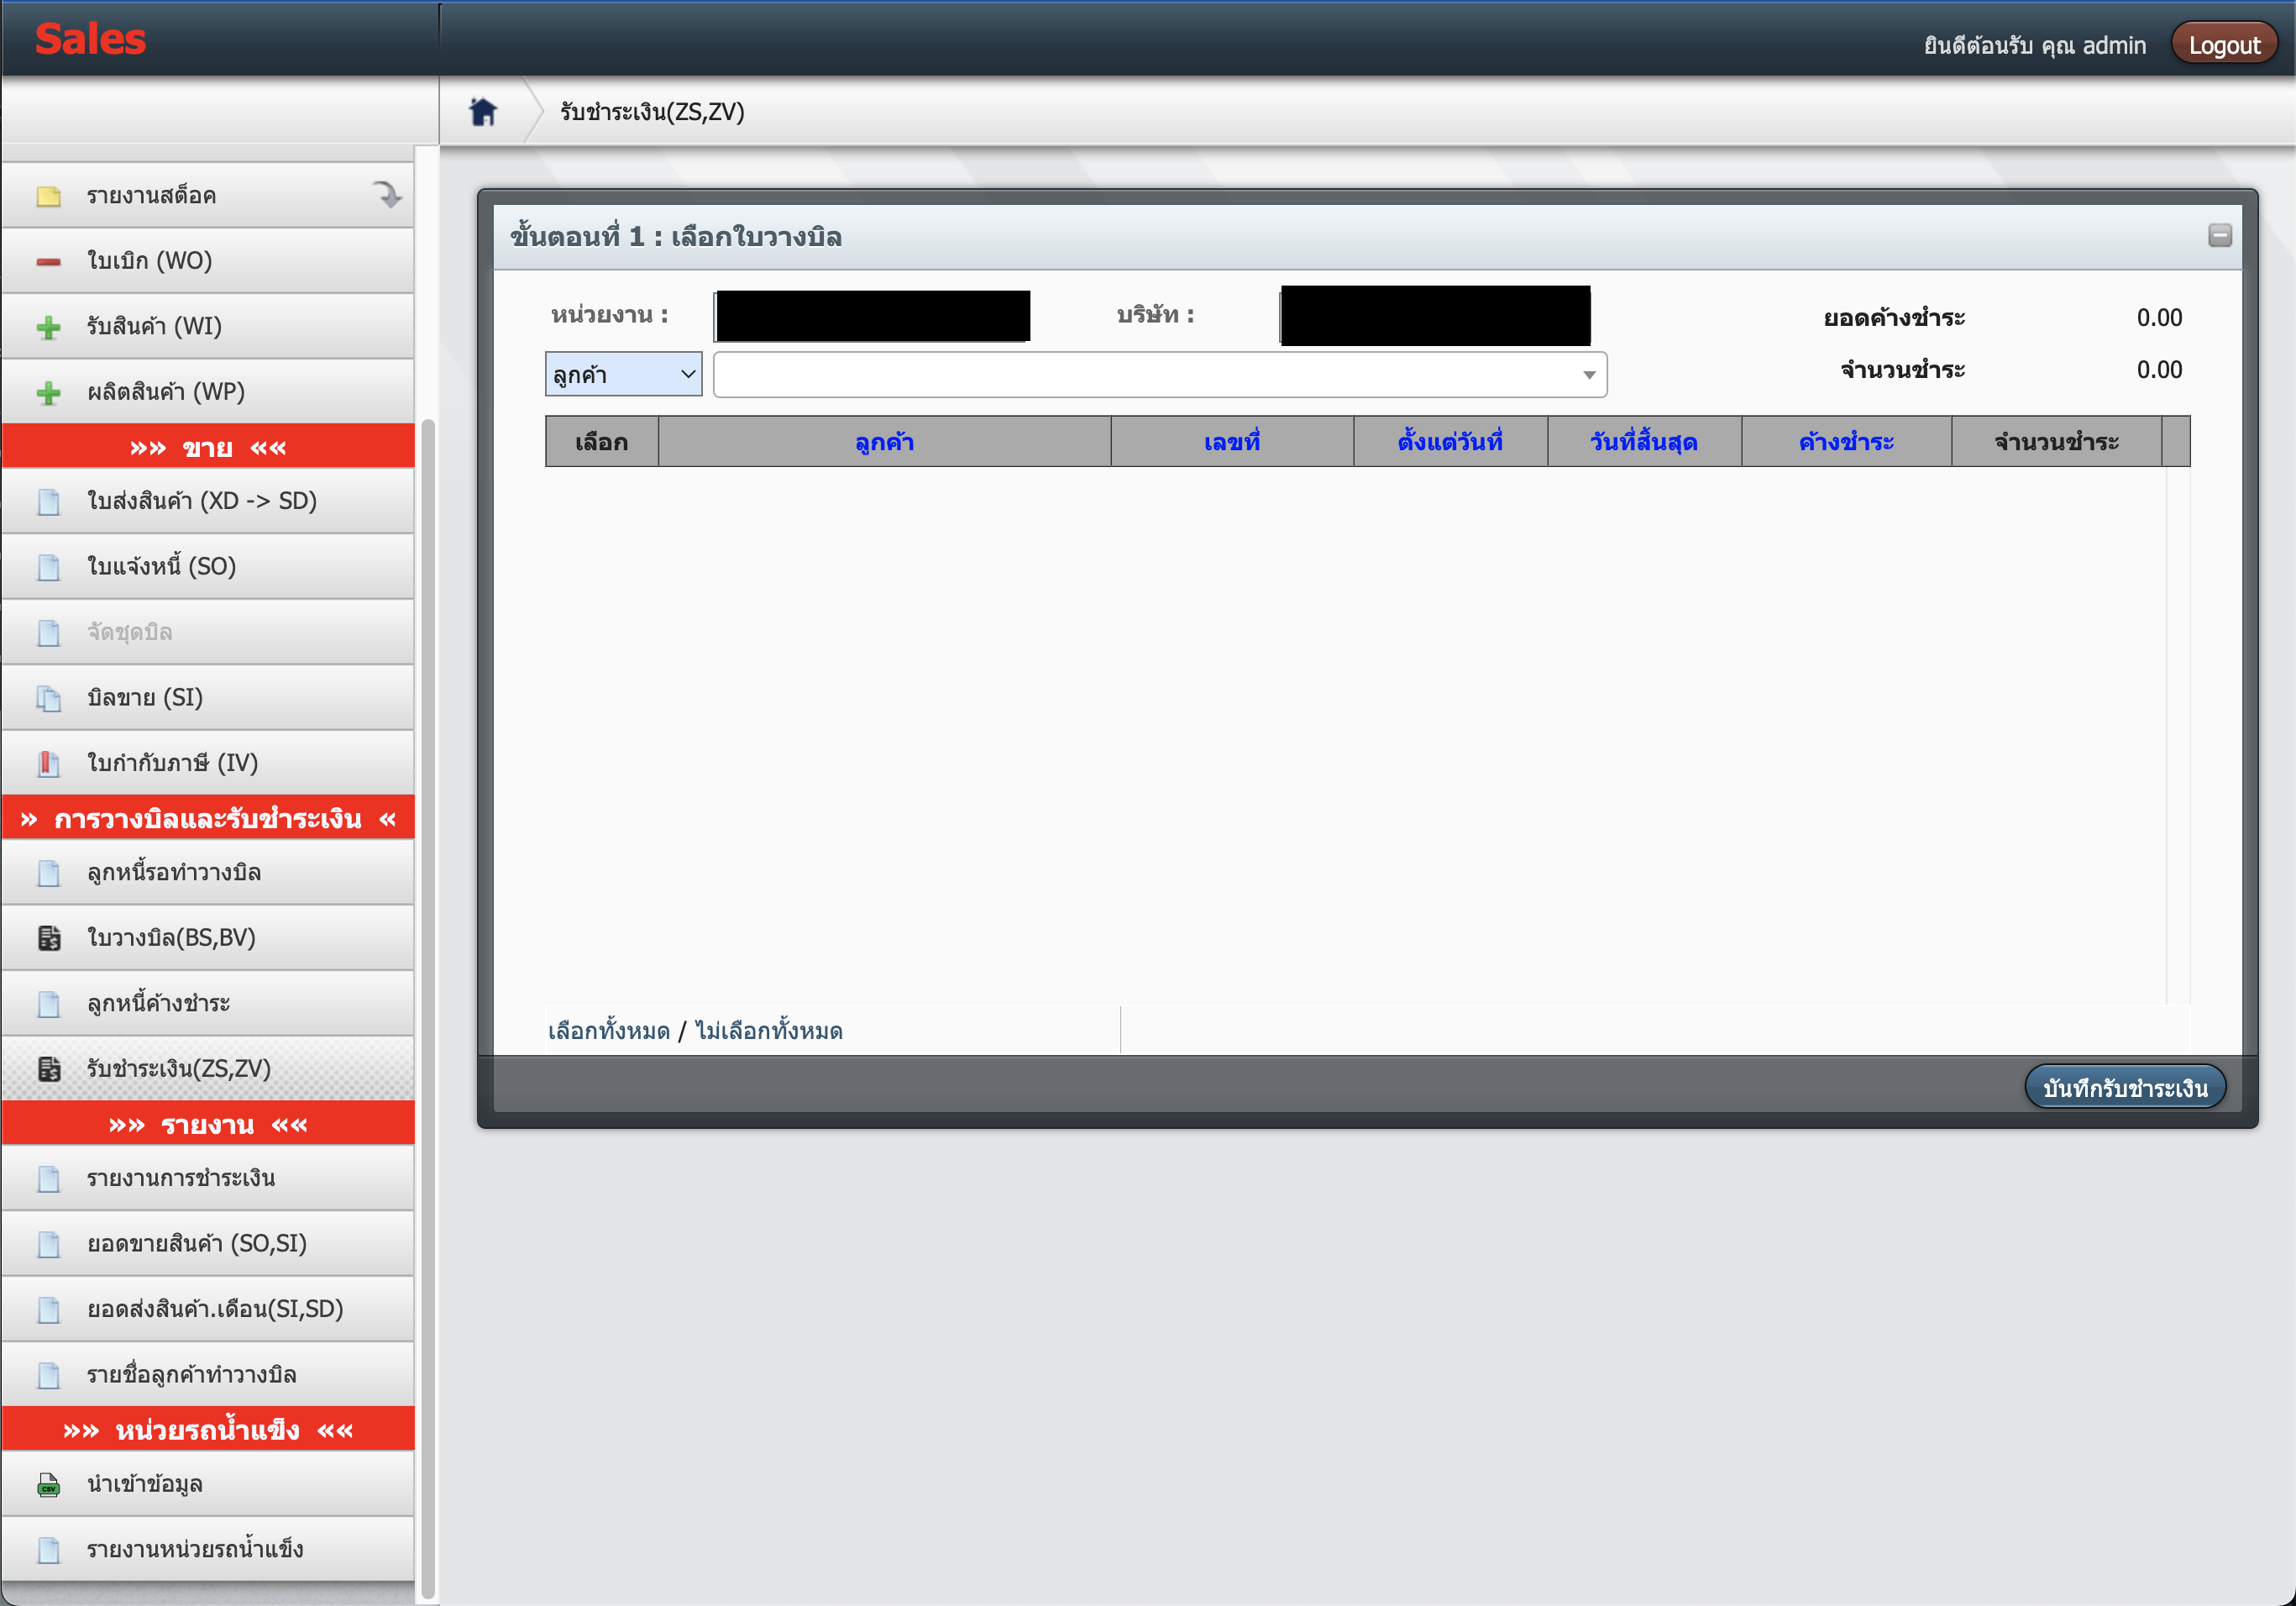 Sales
ยินดีต้อนรับ คุณ admin
Logout
รับชำระเงิน(ZS,ZV)
รายงานสต็อค
ใบเบิก (WO)
รับสินค้า (WI)
ผลิตสินค้า (WP)
»» ขาย ««
ใบส่งสินค้า (XD -> SD)
ใบแจ้งหนี้ (SO)
จัดชุดบิล
บิลขาย (SI)
ใบกำกับภาษี (IV)
» การวางบิลและรับชำระเงิน «
ลูกหนี้รอทำวางบิล
ใบวางบิล(BS,BV)
ลูกหนี้ค้างชำระ
รับชำระเงิน(ZS,ZV)
»» รายงาน ««
รายงานการชำระเงิน
ยอดขายสินค้า (SO,SI)
ยอดส่งสินค้า.เดือน(SI,SD)
รายชื่อลูกค้าทำวางบิล
»» หน่วยรถน้ำแข็ง ««
นำเข้าข้อมูล
รายงานหน่วยรถน้ำแข็ง
ขั้นตอนที่ 1 : เลือกใบวางบิล
หน่วยงาน : บริษัท : ยอดค้างชำระ 0.00
ลูกค้า จำนวนชำระ 0.00
เลือก ลูกค้า เลขที่ ตั้งแต่วันที่ วันที่สิ้นสุด ค้างชำระ จำนวนชำระ
เลือกทั้งหมด / ไม่เลือกทั้งหมด
บันทึกรับชำระเงิน